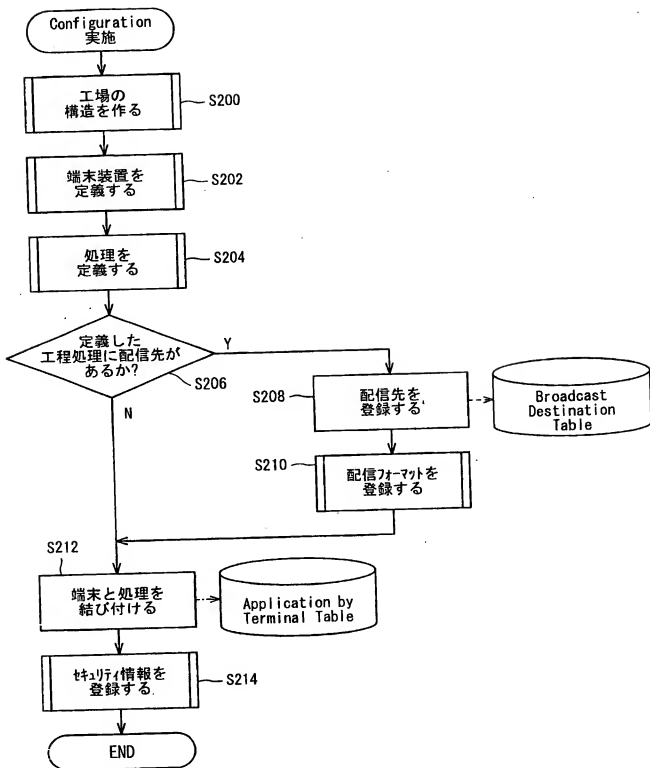 Configuration
実施
工場の
構造を作る
S200
端末装置を
定義する
S202
処理を
定義する
S204
定義した
工程処理に配信先が
あるか?
S206
Y
N
S208
配信先を
登録する
Broadcast
Destination
Table
S210
配信フォーマットを
登録する
S212
端末と処理を
結び付ける
Application by
Terminal Table
セキュリティ情報を
登録する
S214
END